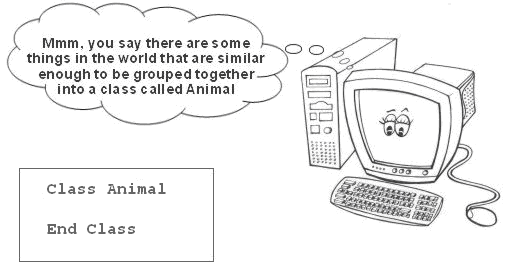 Mmm, you say there are some
things in the world that are similar
enough to be grouped together
into a class called Animal
Class Animal
End Class